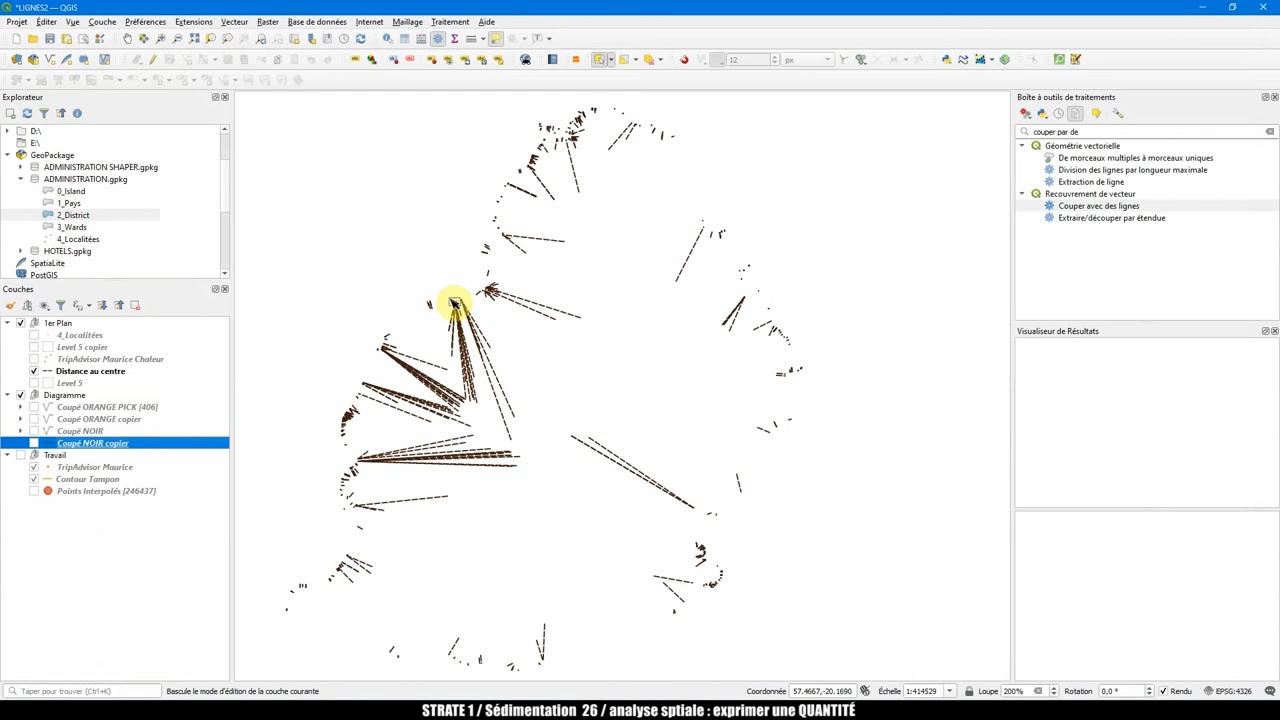 *LIGNES2 — QGIS
Projet Éditer Vue Couche Préférences Extensions Vecteur Raster Base de données Internet Maillage Traitement Aide
12 px
Explorateur
D:\
E:\
GeoPackage
ADMINISTRATION SHAPER.gpkg
ADMINISTRATION.gpkg
0_Island
1_Pays
2_District
3_Wards
4_Localitées
HOTELS.gpkg
SpatiaLite
PostGIS
Couches
1er Plan
4_Localitées
Level 5 copier
TripAdvisor Maurice Chaleur
Distance au centre
Level 5
Diagramme
Coupé ORANGE PICK [406]
Coupé ORANGE copier
Coupé NOIR
Coupé NOIR copier
Travail
TripAdvisor Maurice
Contour Tampon
Points Interpolés [246437]
Boîte à outils de traitements
couper par de
Géométrie vectorielle
De morceaux multiples à morceaux uniques
Division des lignes par longueur maximale
Extraction de ligne
Recouvrement de vecteur
Couper avec des lignes
Extraire/découper par étendue
Visualiseur de Résultats
Taper pour trouver (Ctrl+K) Bascule le mode d'édition de la couche courante Coordonnée 57.4667,-20.1690 Échelle 1:414529 Loupe 200% Rotation 0,0 ° Rendu EPSG:4326
STRATE 1 / Sédimentation 26 / analyse sptiale : exprimer une QUANTITÉ